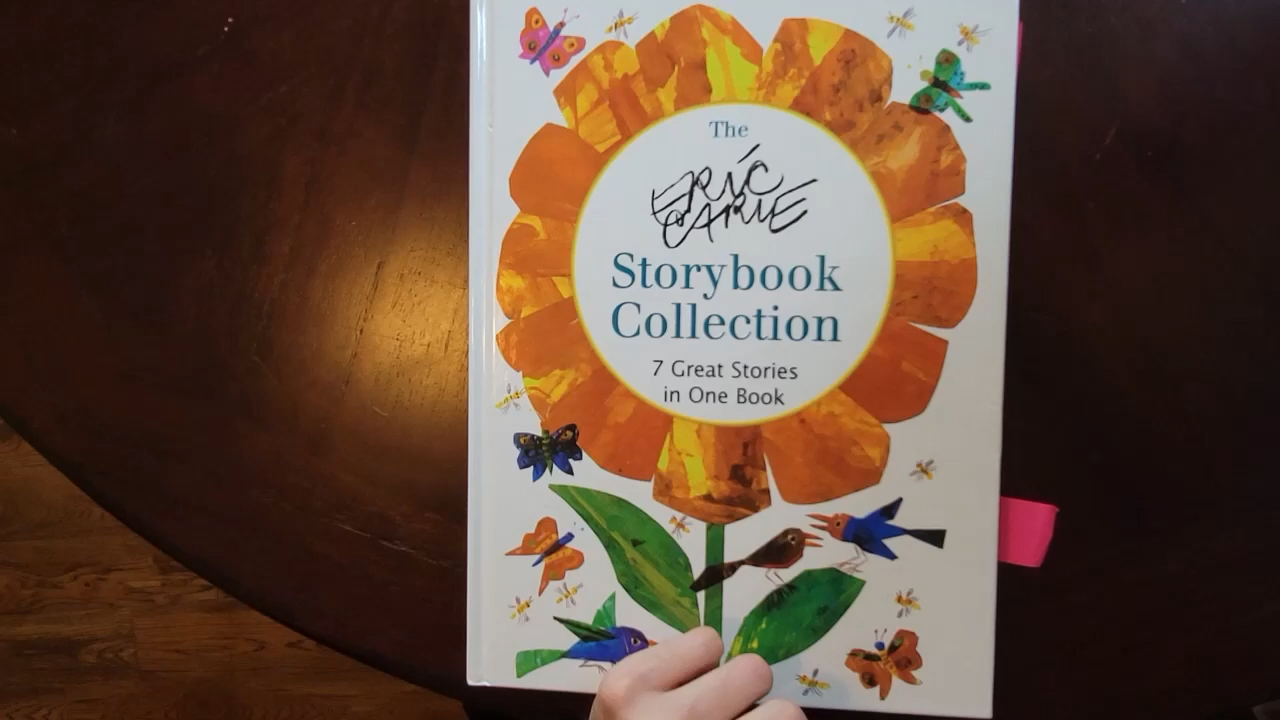 The
ERIC
CARLE
Storybook
Collection
7 Great Stories
in One Book